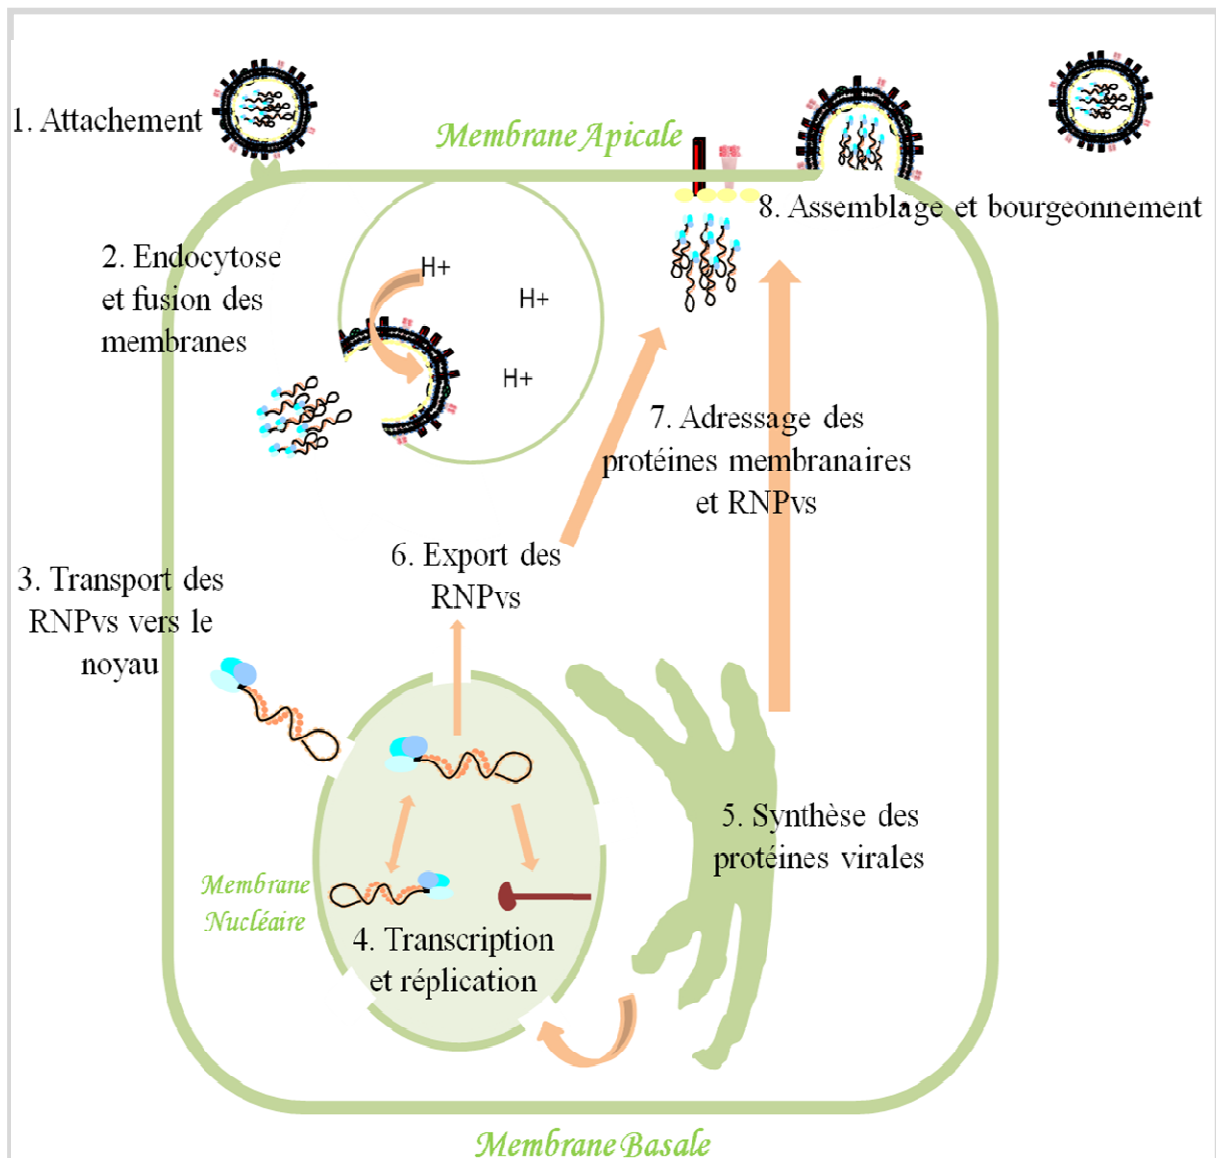 1. Attachement
Membrane Apicale
8. Assemblage et bourgeonnement
2. Endocytose
et fusion des
membranes
H+
H+
H+
7. Adressage des
protéines membranaires
et RNPvs
6. Export des
RNPvs
3. Transport des
RNPvs vers le
noyau
5. Synthèse des
protéines virales
Membrane
Nucléaire
4. Transcription
et réplication
Membrane Basale